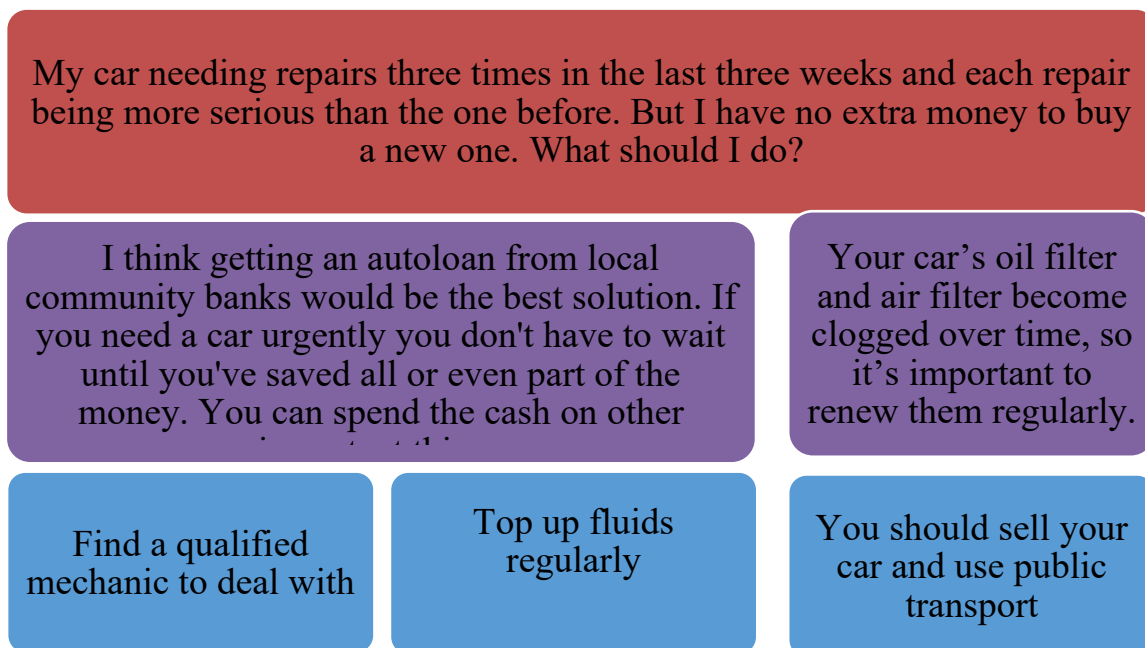 My car needing repairs three times in the last three weeks and each repair
being more serious than the one before. But I have no extra money to buy
a new one. What should I do?
I think getting an autoloan from local
community banks would be the best solution. If
you need a car urgently you don't have to wait
until you've saved all or even part of the
money. You can spend the cash on other
Your car’s oil filter
and air filter become
clogged over time, so
it’s important to
renew them regularly.
Find a qualified
mechanic to deal with
Top up fluids
regularly
You should sell your
car and use public
transport